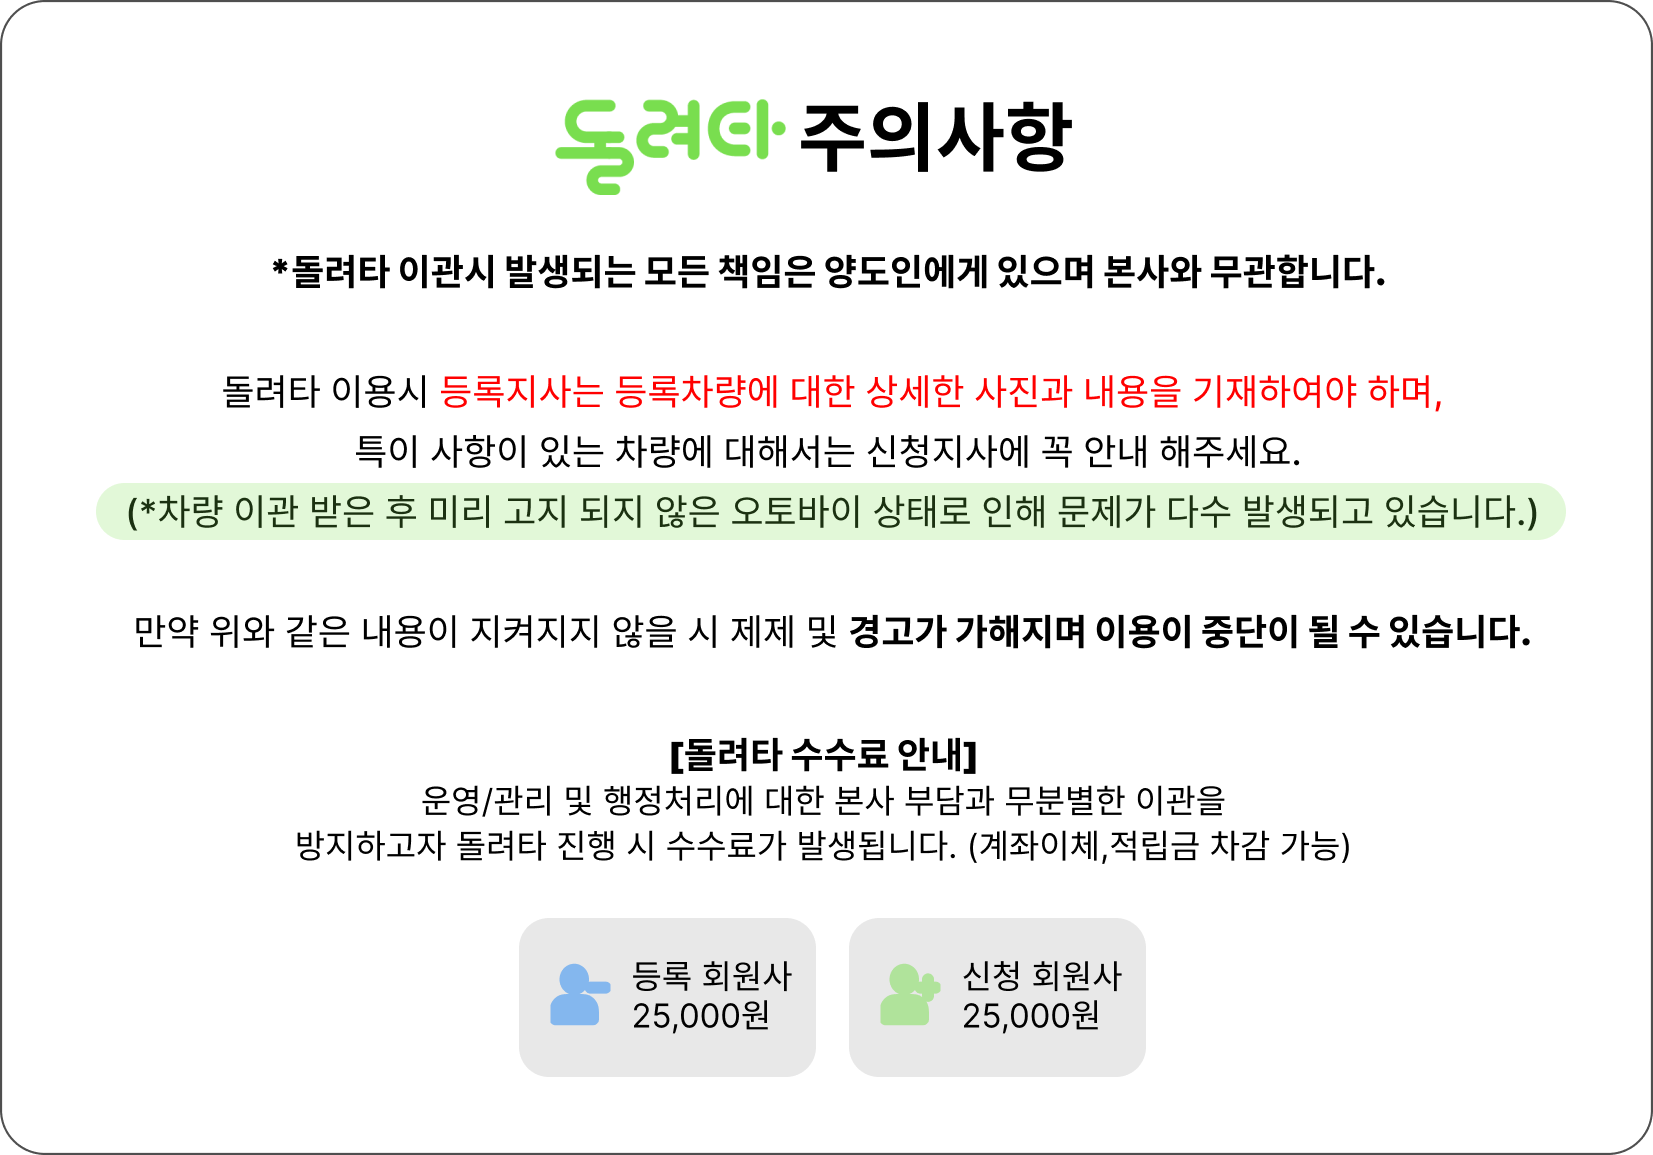 돌려타 주의사항
*돌려타 이관시 발생되는 모든 책임은 양도인에게 있으며 본사와 무관합니다.
돌려타 이용시 등록지사는 등록차량에 대한 상세한 사진과 내용을 기재하여야 하며,
특이 사항이 있는 차량에 대해서는 신청지사에 꼭 안내 해주세요.
(*차량 이관 받은 후 미리 고지 되지 않은 오토바이 상태로 인해 문제가 다수 발생되고 있습니다.)
만약 위와 같은 내용이 지켜지지 않을 시 제제 및 경고가 가해지며 이용이 중단이 될 수 있습니다.
[돌려타 수수료 안내]
운영/관리 및 행정처리에 대한 본사 부담과 무분별한 이관을
방지하고자 돌려타 진행 시 수수료가 발생됩니다. (계좌이체,적립금 차감 가능)
등록 회원사
25,000원
신청 회원사
25,000원